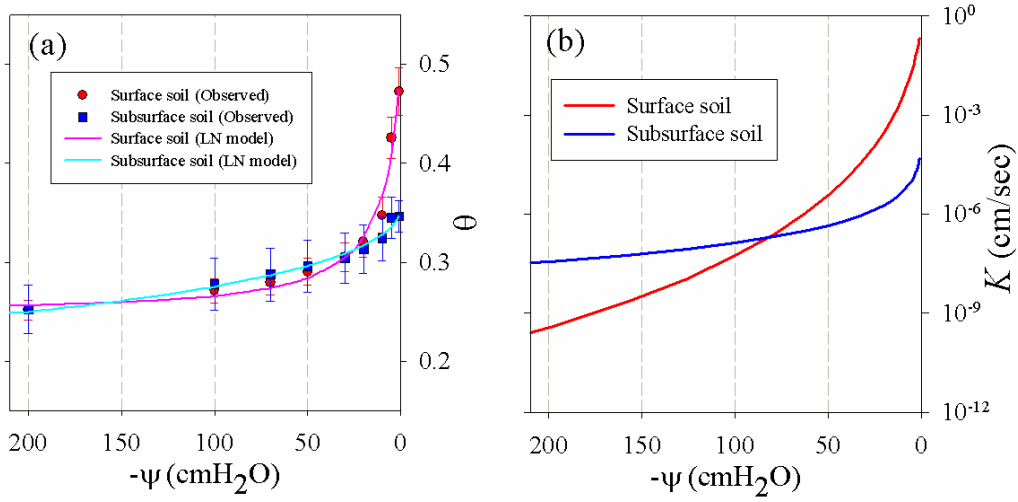 (a)
Surface soil (Observed)
Subsurface soil (Observed)
Surface soil (LN model)
Subsurface soil (LN model)
0.5
0.4
0.3
0.2
θ
200 150 100 50 0
-ψ (cmH₂O)
(b)
Surface soil
Subsurface soil
10⁰
10⁻³
10⁻⁶
10⁻⁹
10⁻¹²
K (cm/sec)
200 150 100 50 0
-ψ (cmH₂O)